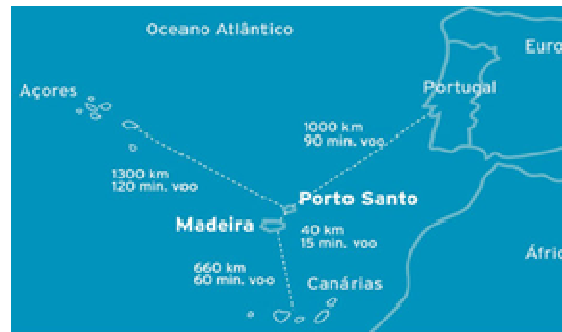 Oceano Atlântico
Euro
Açores
Portugal
1000 km
90 min. voo
1300 km
120 min. voo
Porto Santo
Madeira
40 km
15 min. voo
660 km
60 min. voo
Canárias
Áfric